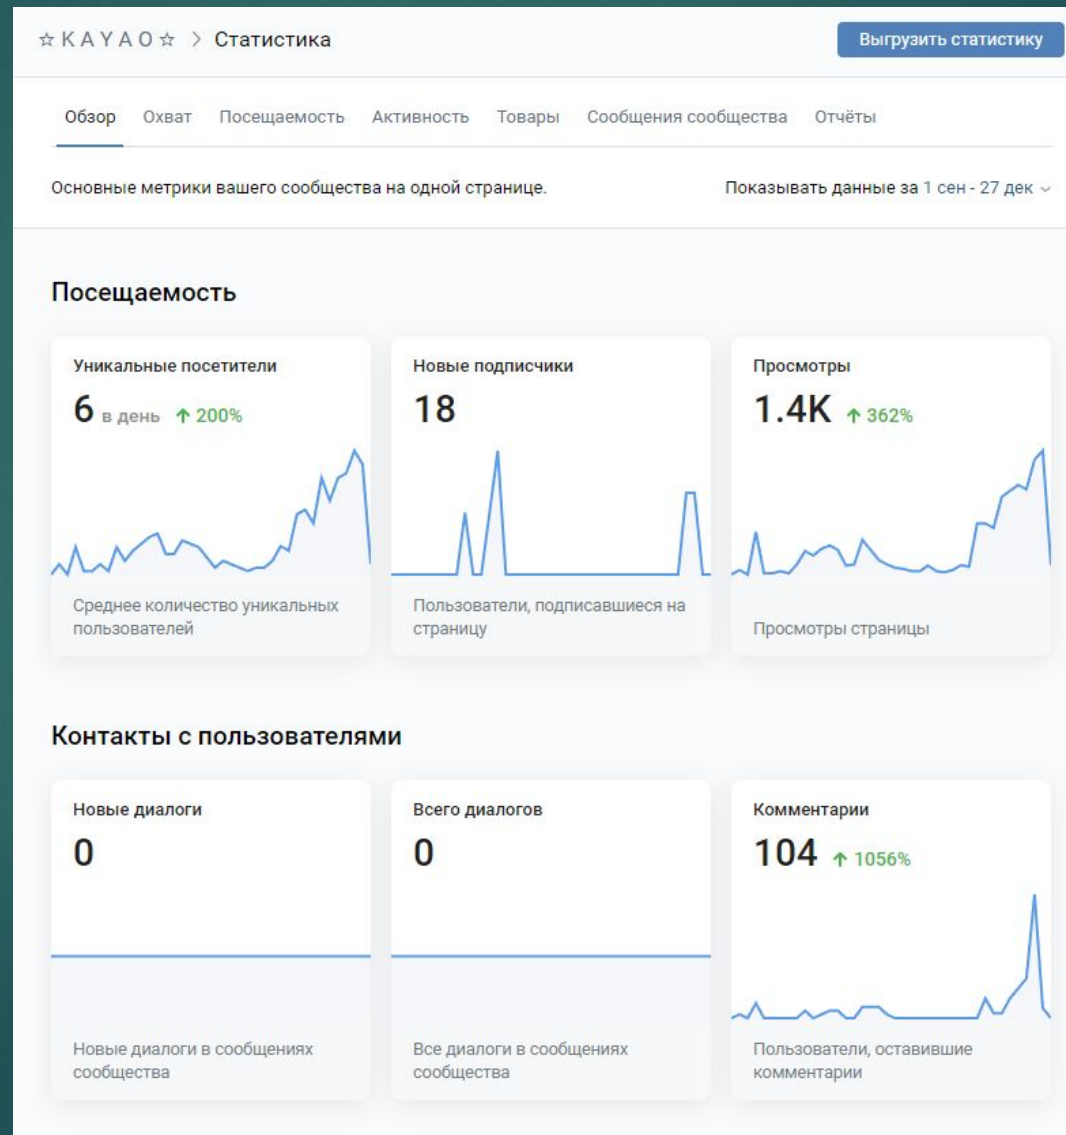 ☆ K A Y A O ☆ > Статистика
Выгрузить статистику
Обзор Охват Посещаемость Активность Товары Сообщения сообщества Отчёты
Основные метрики вашего сообщества на одной странице.
Показывать данные за 1 сен - 27 дек
Посещаемость
Уникальные посетители
6 в день ↑ 200%
Среднее количество уникальных
пользователей
Новые подписчики
18
Пользователи, подписавшиеся на
страницу
Просмотры
1.4K ↑ 362%
Просмотры страницы
Контакты с пользователями
Новые диалоги
0
Новые диалоги в сообщениях
сообщества
Всего диалогов
0
Все диалоги в сообщениях
сообщества
Комментарии
104 ↑ 1056%
Пользователи, оставившие
комментарии